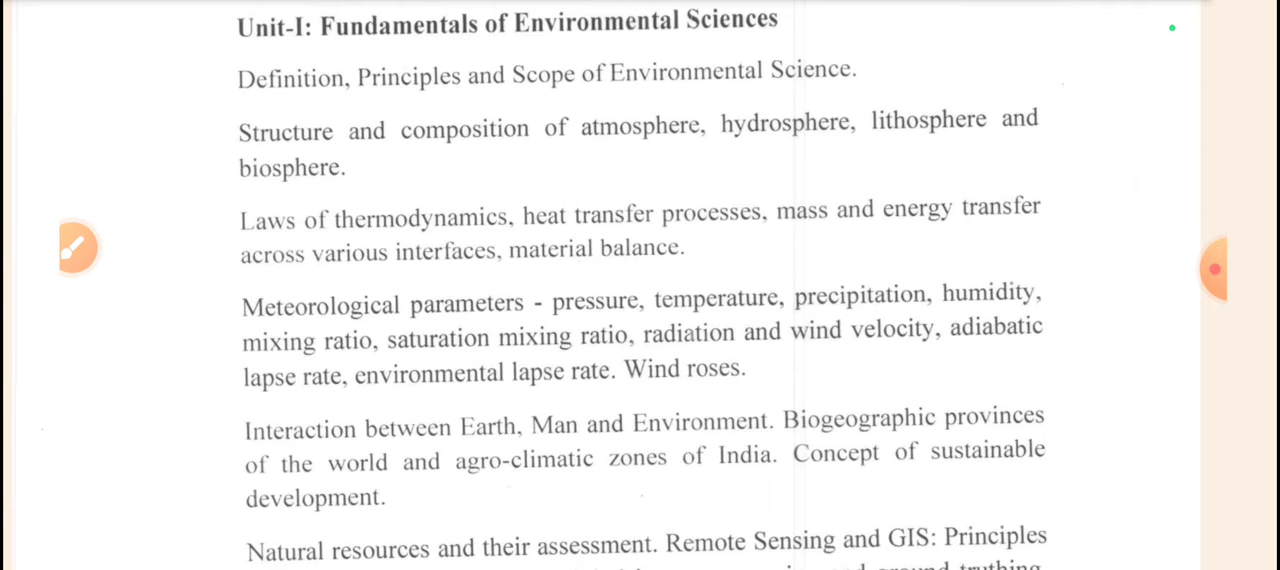 Unit-I: Fundamentals of Environmental Sciences
Definition, Principles and Scope of Environmental Science.
Structure and composition of atmosphere, hydrosphere, lithosphere and
biosphere.
Laws of thermodynamics, heat transfer processes, mass and energy transfer
across various interfaces, material balance.
Meteorological parameters - pressure, temperature, precipitation, humidity,
mixing ratio, saturation mixing ratio, radiation and wind velocity, adiabatic
lapse rate, environmental lapse rate. Wind roses.
Interaction between Earth, Man and Environment. Biogeographic provinces
of the world and agro-climatic zones of India. Concept of sustainable
development.
Natural resources and their assessment. Remote Sensing and GIS: Principles
truthing